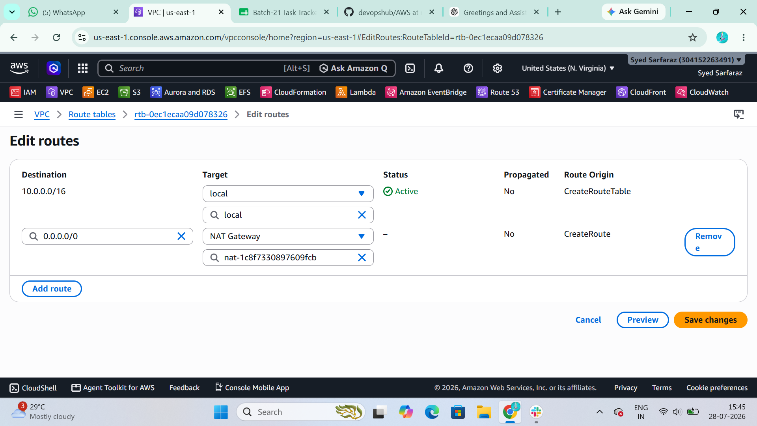 (5) WhatsApp
VPC | us-east-1
Batch-21 Task Tracke
devopshub/AWS at
Greetings and Assis
Ask Gemini
us-east-1.console.aws.amazon.com/vpcconsole/home?region=us-east-1#EditRoutes:RouteTableId=rtb-0ec1ecaa09d078326
aws
Search
[Alt+S]
Ask Amazon Q
United States (N. Virginia)
Syed Sarfaraz (304152263491)
Syed Sarfaraz
IAM
VPC
EC2
S3
Aurora and RDS
EFS
CloudFormation
Lambda
Amazon EventBridge
Route 53
Certificate Manager
CloudFront
CloudWatch
VPC
Route tables
rtb-0ec1ecaa09d078326
Edit routes
Edit routes
Destination
Target
Status
Propagated
Route Origin
10.0.0.0/16
local
Active
No
CreateRouteTable
local
0.0.0.0/0
NAT Gateway
–
No
CreateRoute
Remov
e
nat-1c8f7330897609fcb
Add route
Cancel
Preview
Save changes
CloudShell
Agent Toolkit for AWS
Feedback
Console Mobile App
© 2026, Amazon Web Services, Inc. or its affiliates.
Privacy
Terms
Cookie preferences
3
29°C
Mostly cloudy
Search
ENG
IN
15:45
28-07-2026